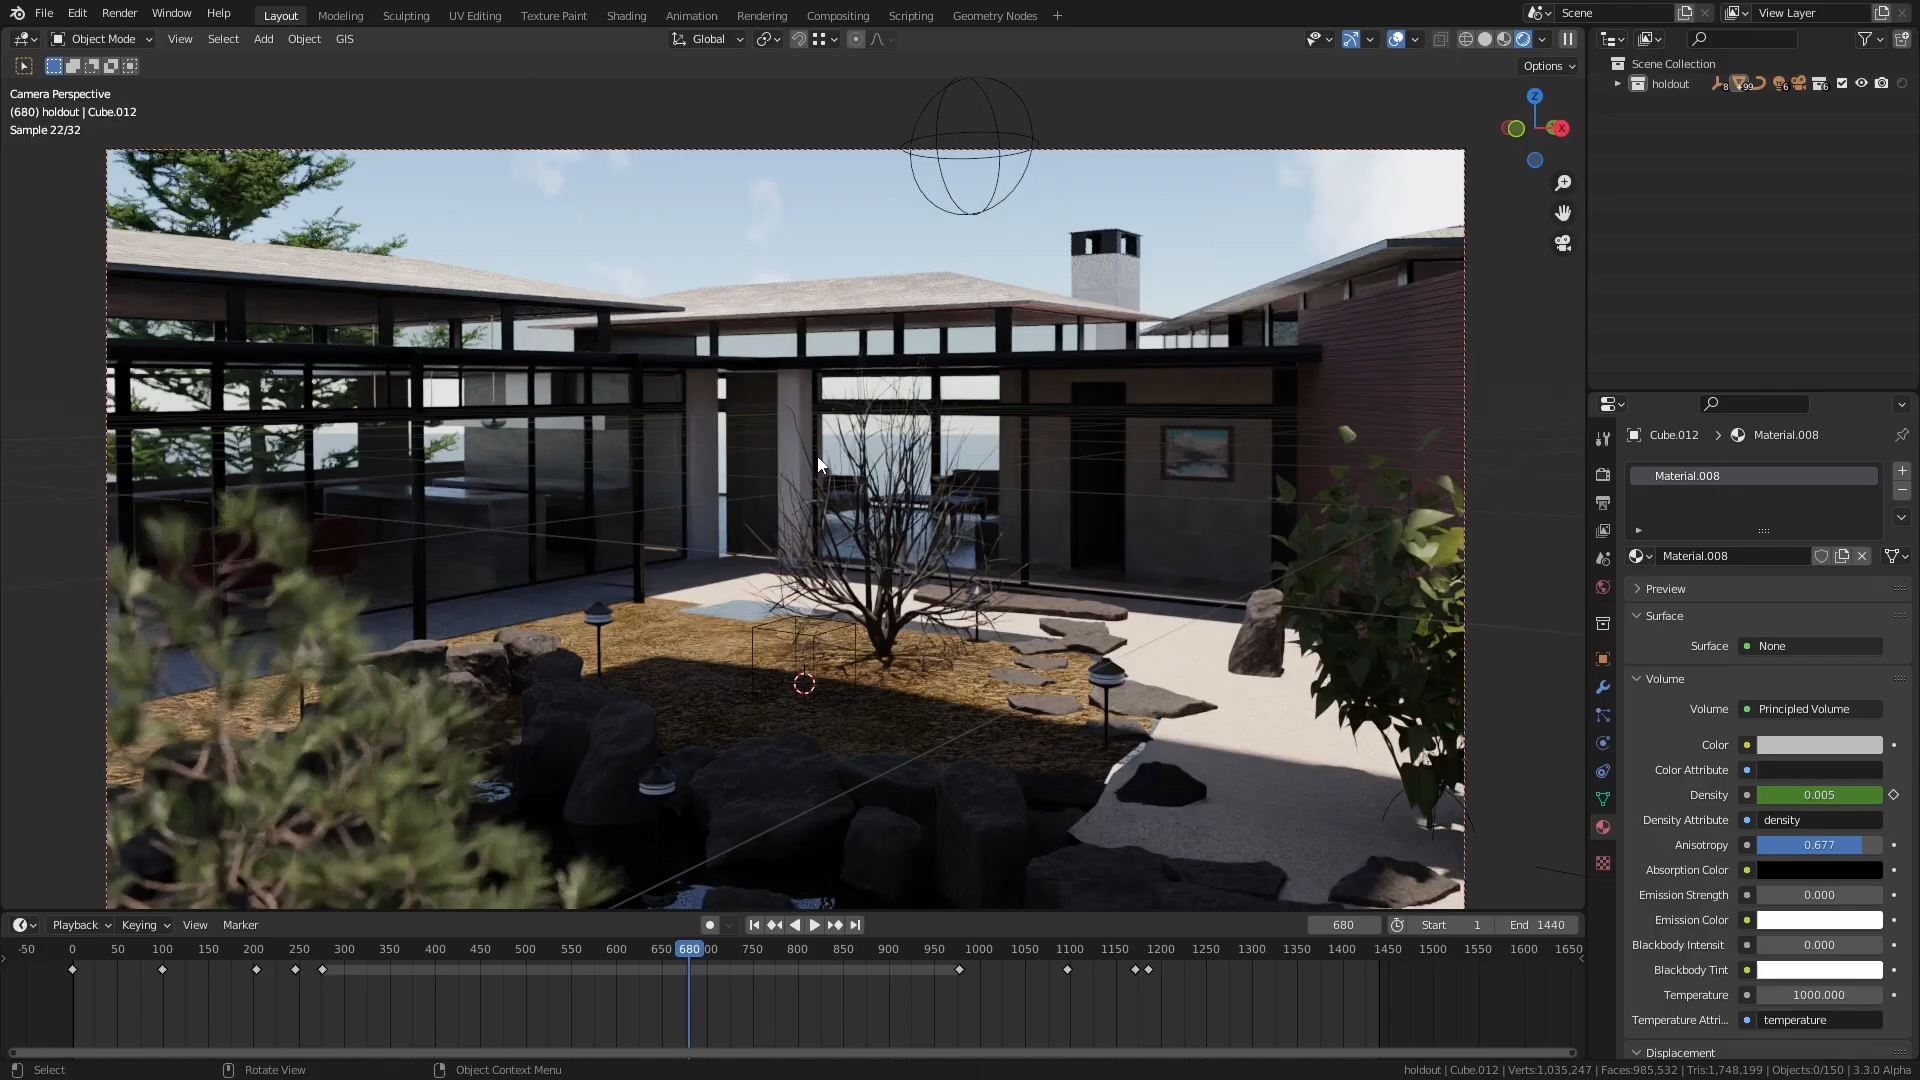 File Edit Render Window Help Layout Modeling Sculpting UV Editing Texture Paint Shading Animation Rendering Compositing Scripting Geometry Nodes + Scene View Layer
Object Mode View Select Add Object GIS Global
Options
Camera Perspective
(680) holdout | Cube.012
Sample 22/32
Z
X
Scene Collection
holdout 8 +99 6 6
Cube.012 > Material.008
Material.008
Material.008
Preview
Surface
Surface None
Volume
Volume Principled Volume
Color
Color Attribute
Density 0.005
Density Attribute density
Anisotropy 0.677
Absorption Color
Emission Strength 0.000
Emission Color
Blackbody Intensit 0.000
Blackbody Tint
Temperature 1000.000
Temperature Attri... temperature
Displacement
Playback Keying View Marker 680 Start 1 End 1440
-50 0 50 100 150 200 250 300 350 400 450 500 550 600 650 680 00 750 800 850 900 950 1000 1050 1100 1150 1200 1250 1300 1350 1400 1450 1500 1550 1600 1650
Select Rotate View Object Context Menu holdout | Cube.012 | Verts:1,035,247 | Faces:985,532 | Tris:1,748,199 | Objects:0/150 | 3.3.0 Alpha